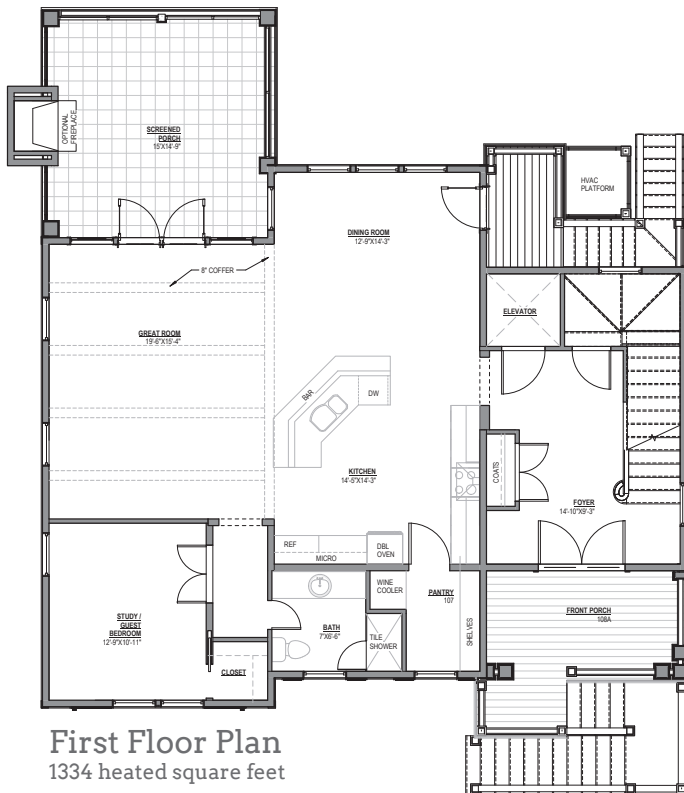 OPTIONAL
FIREPLACE
SCREENED
PORCH
15'X14'-9"
HVAC
PLATFORM
DINING ROOM
12'-9"X14'-3"
8" COFFER
ELEVATOR
GREAT ROOM
19'-6"X15'-4"
BAR
DW
KITCHEN
14'-5"X14'-3"
COATS
FOYER
14'-10"X9'-3"
REF
MICRO
DBL
OVEN
WINE
COOLER
PANTRY
107
SHELVES
FRONT PORCH
108A
STUDY /
GUEST
BEDROOM
12'-9"X10'-11"
BATH
7'X6'-6"
TILE
SHOWER
CLOSET
First Floor Plan
1334 heated square feet